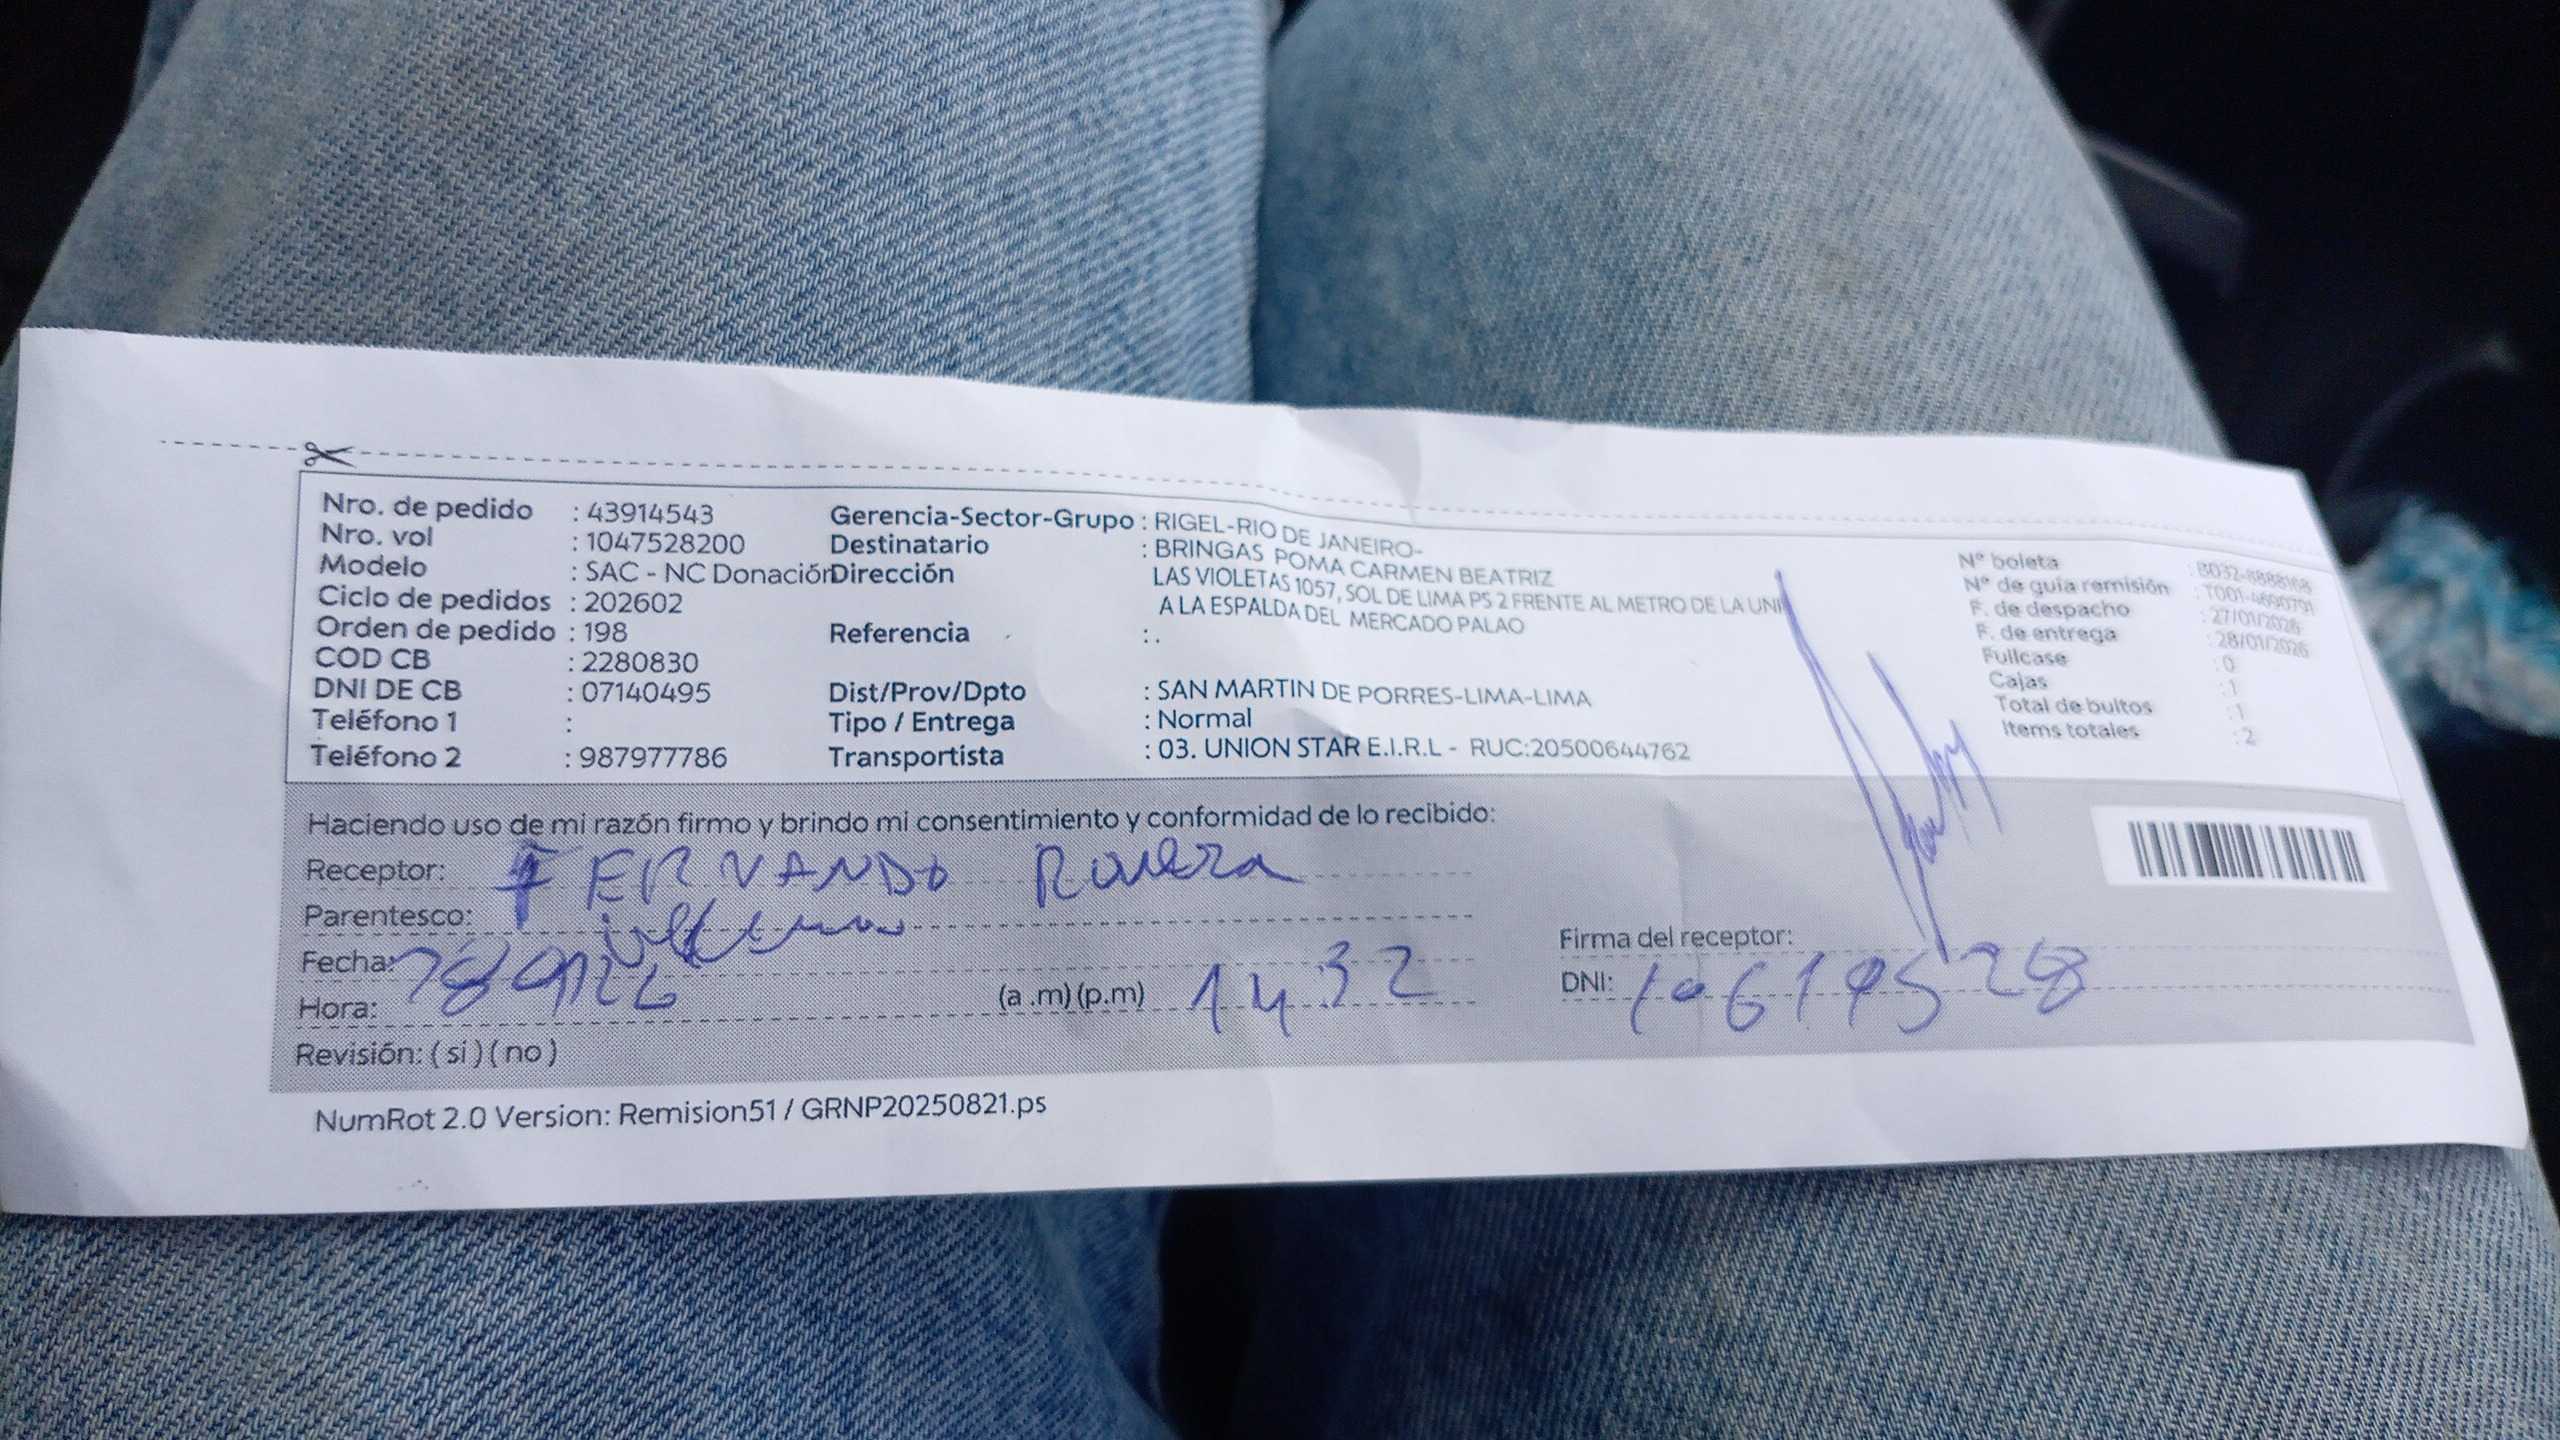 Nro. de pedido : 43914543
Nro. vol : 1047528200
Modelo : SAC - NC Donación
Ciclo de pedidos : 202602
Orden de pedido : 198
COD CB : 2280830
DNI DE CB : 07140495
Teléfono 1 :
Teléfono 2 : 987977786
Gerencia-Sector-Grupo : RIGEL-RIO DE JANEIRO-
Destinatario : BRINGAS POMA CARMEN BEATRIZ
Dirección LAS VIOLETAS 1057, SOL DE LIMA PS 2 FRENTE AL METRO DE LA UNI
A LA ESPALDA DEL MERCADO PALAO
Referencia : .
Dist/Prov/Dpto : SAN MARTIN DE PORRES-LIMA-LIMA
Tipo / Entrega : Normal
Transportista : 03. UNION STAR E.I.R.L - RUC:20500644762
N° boleta : B032-8888168
N° de guía remisión : T001-4690791
F. de despacho : 27/01/2026
F. de entrega : 28/01/2026
Fullcase : 0
Cajas : 1
Total de bultos : 1
Items totales : 2
Haciendo uso de mi razón firmo y brindo mi consentimiento y conformidad de lo recibido:
Receptor: FERNANDO
Parentesco:
Fecha:
Hora: (a .m) (p.m) 14 32
Revisión: ( si ) ( no )
Firma del receptor:
DNI:
NumRot 2.0 Version: Remision51 / GRNP20250821.ps